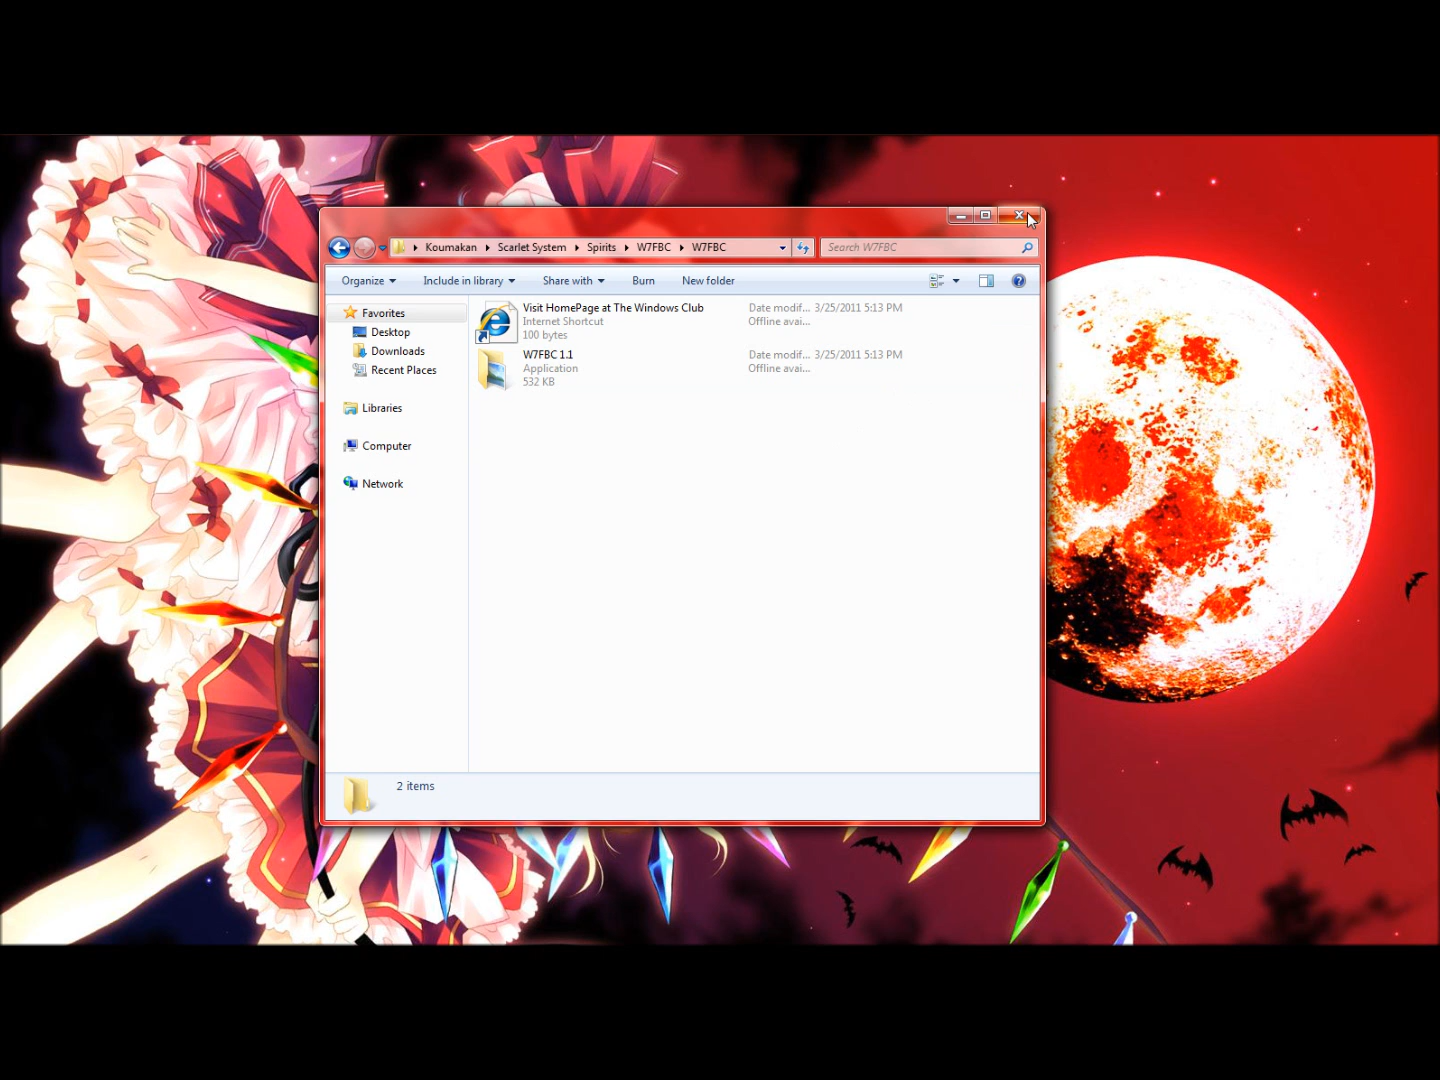 Koumakan Scarlet System Spirits W7FBC W7FBC Search W7FBC
Organize Include in library Share with Burn New folder
Favorites
Desktop
Downloads
Recent Places
Libraries
Computer
Network
Visit HomePage at The Windows Club Date modif... 3/25/2011 5:13 PM
Internet Shortcut Offline avai...
100 bytes
W7FBC 1.1 Date modif... 3/25/2011 5:13 PM
Application Offline avai...
532 KB
2 items